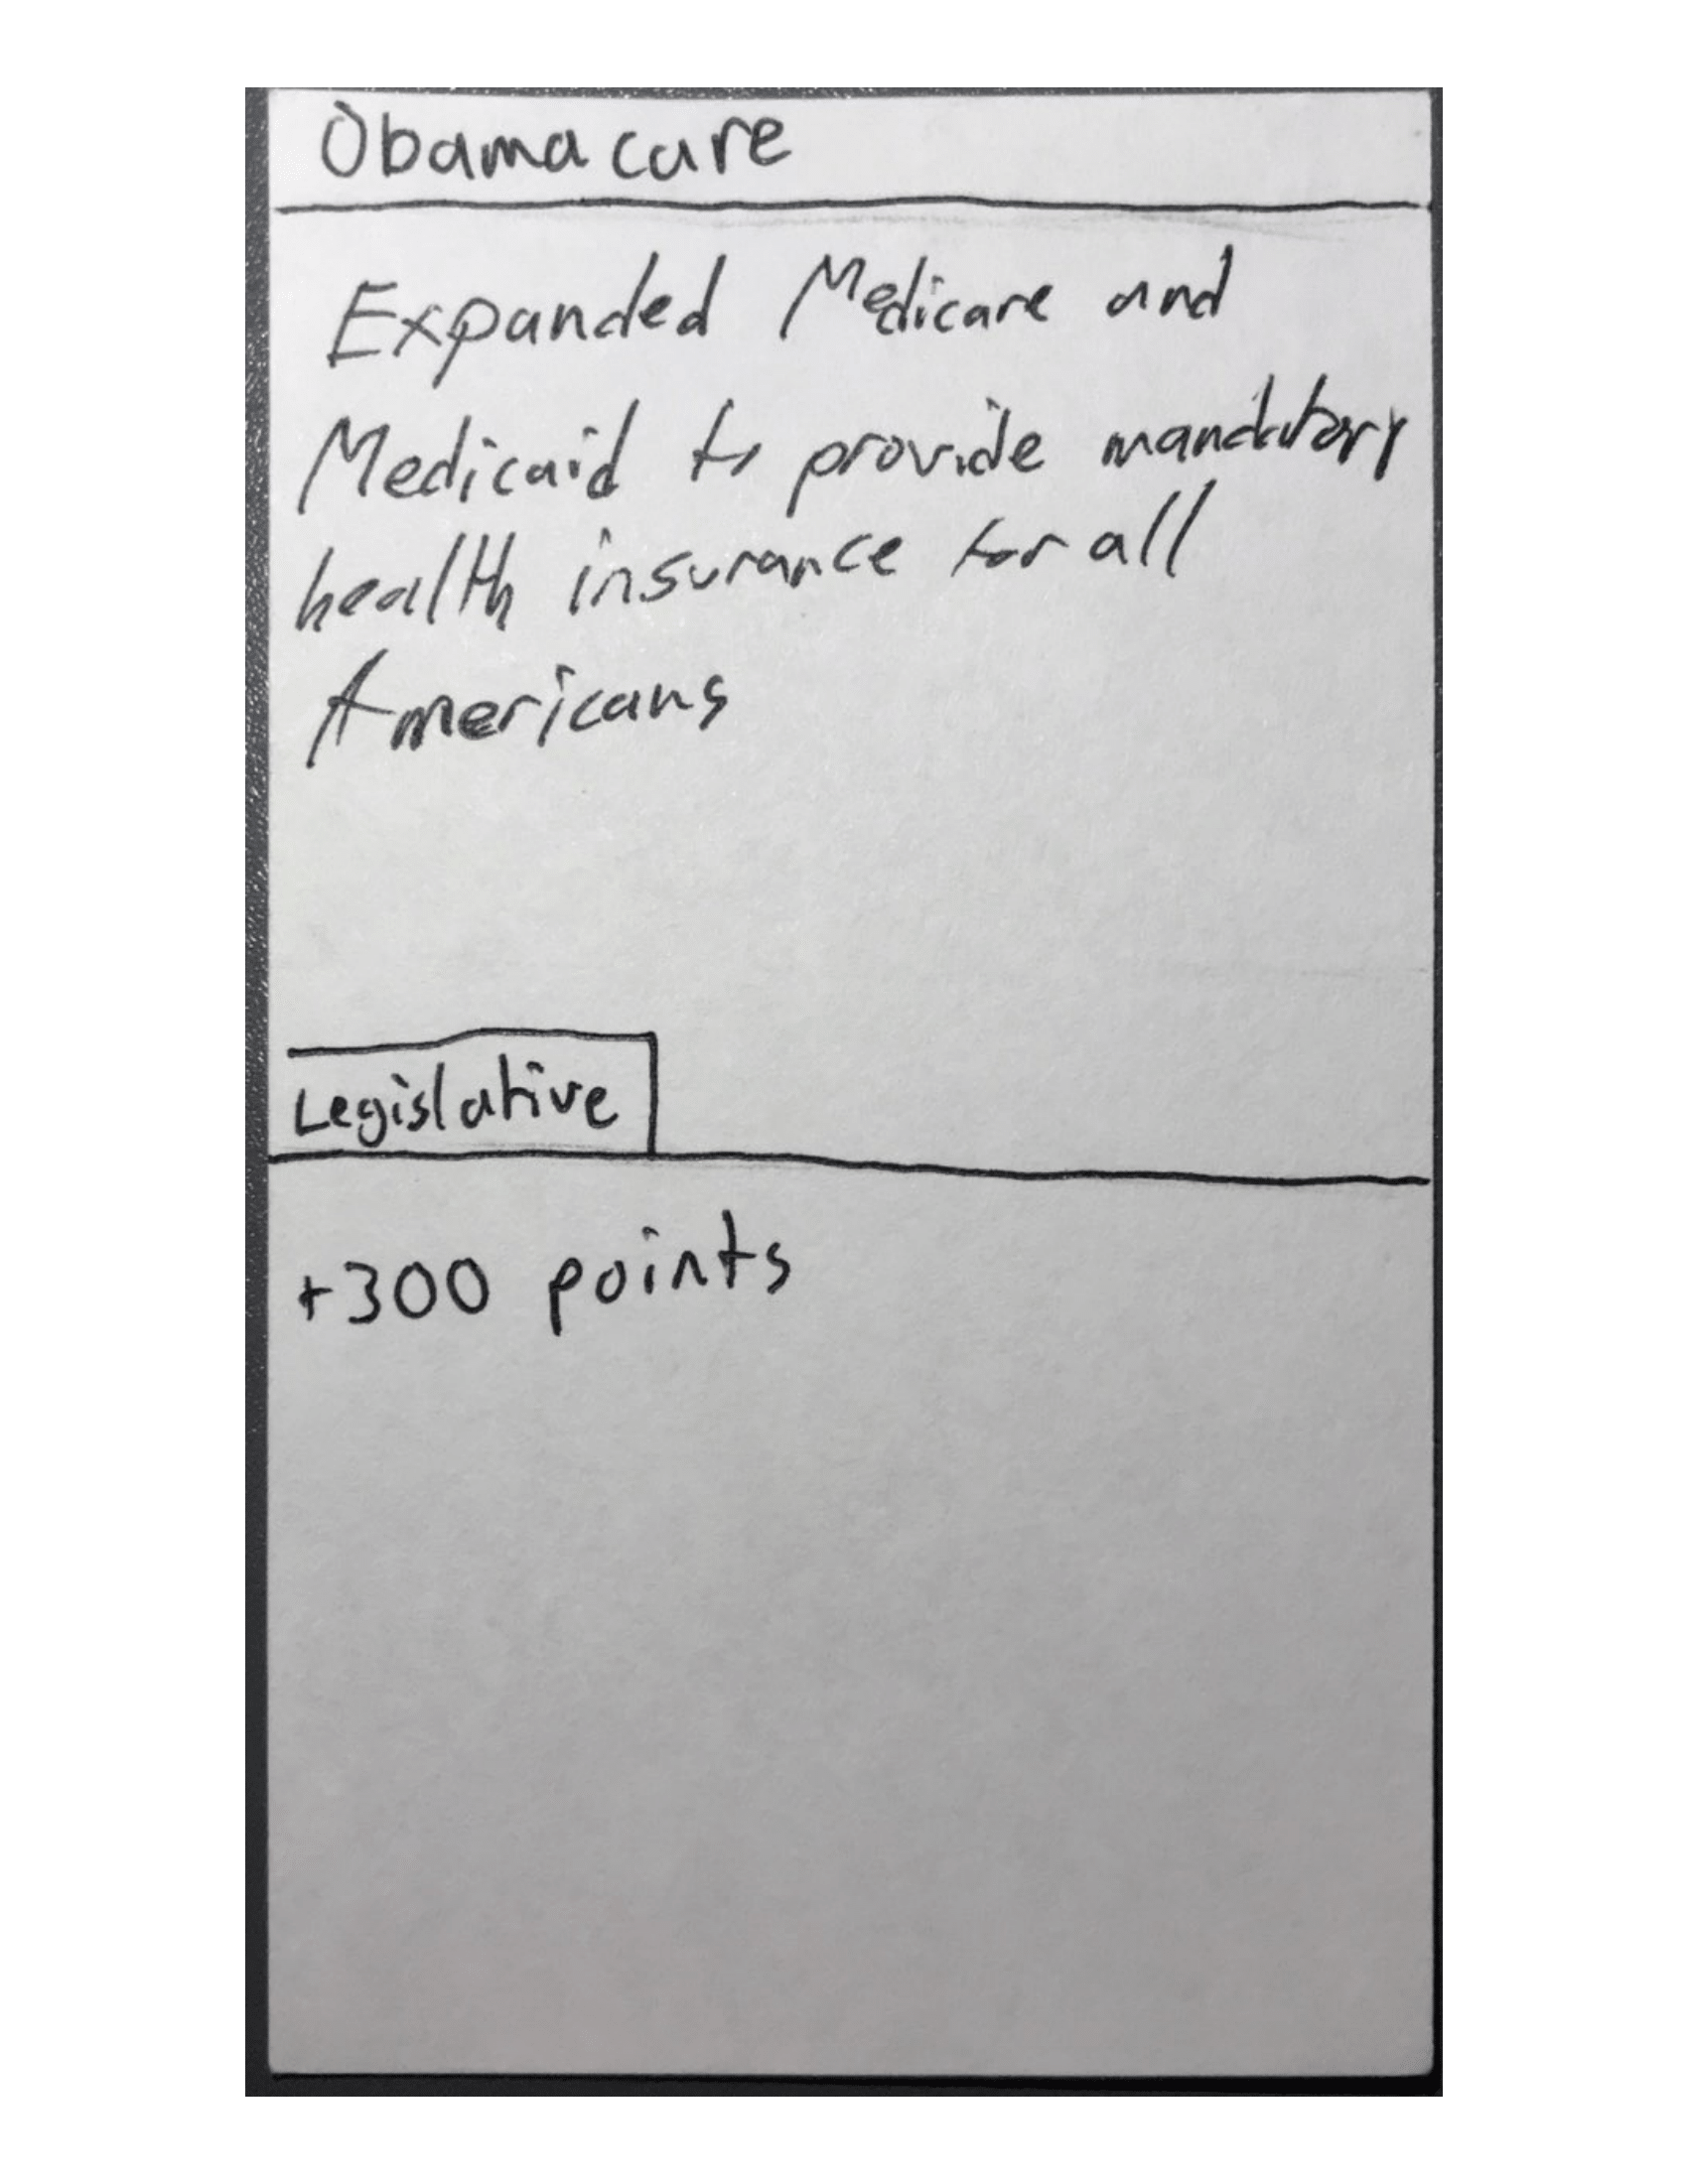 Obamacare
Expanded Medicare and
Medicaid to provide mandatory
health insurance for all
Americans
Legislative
+300 points